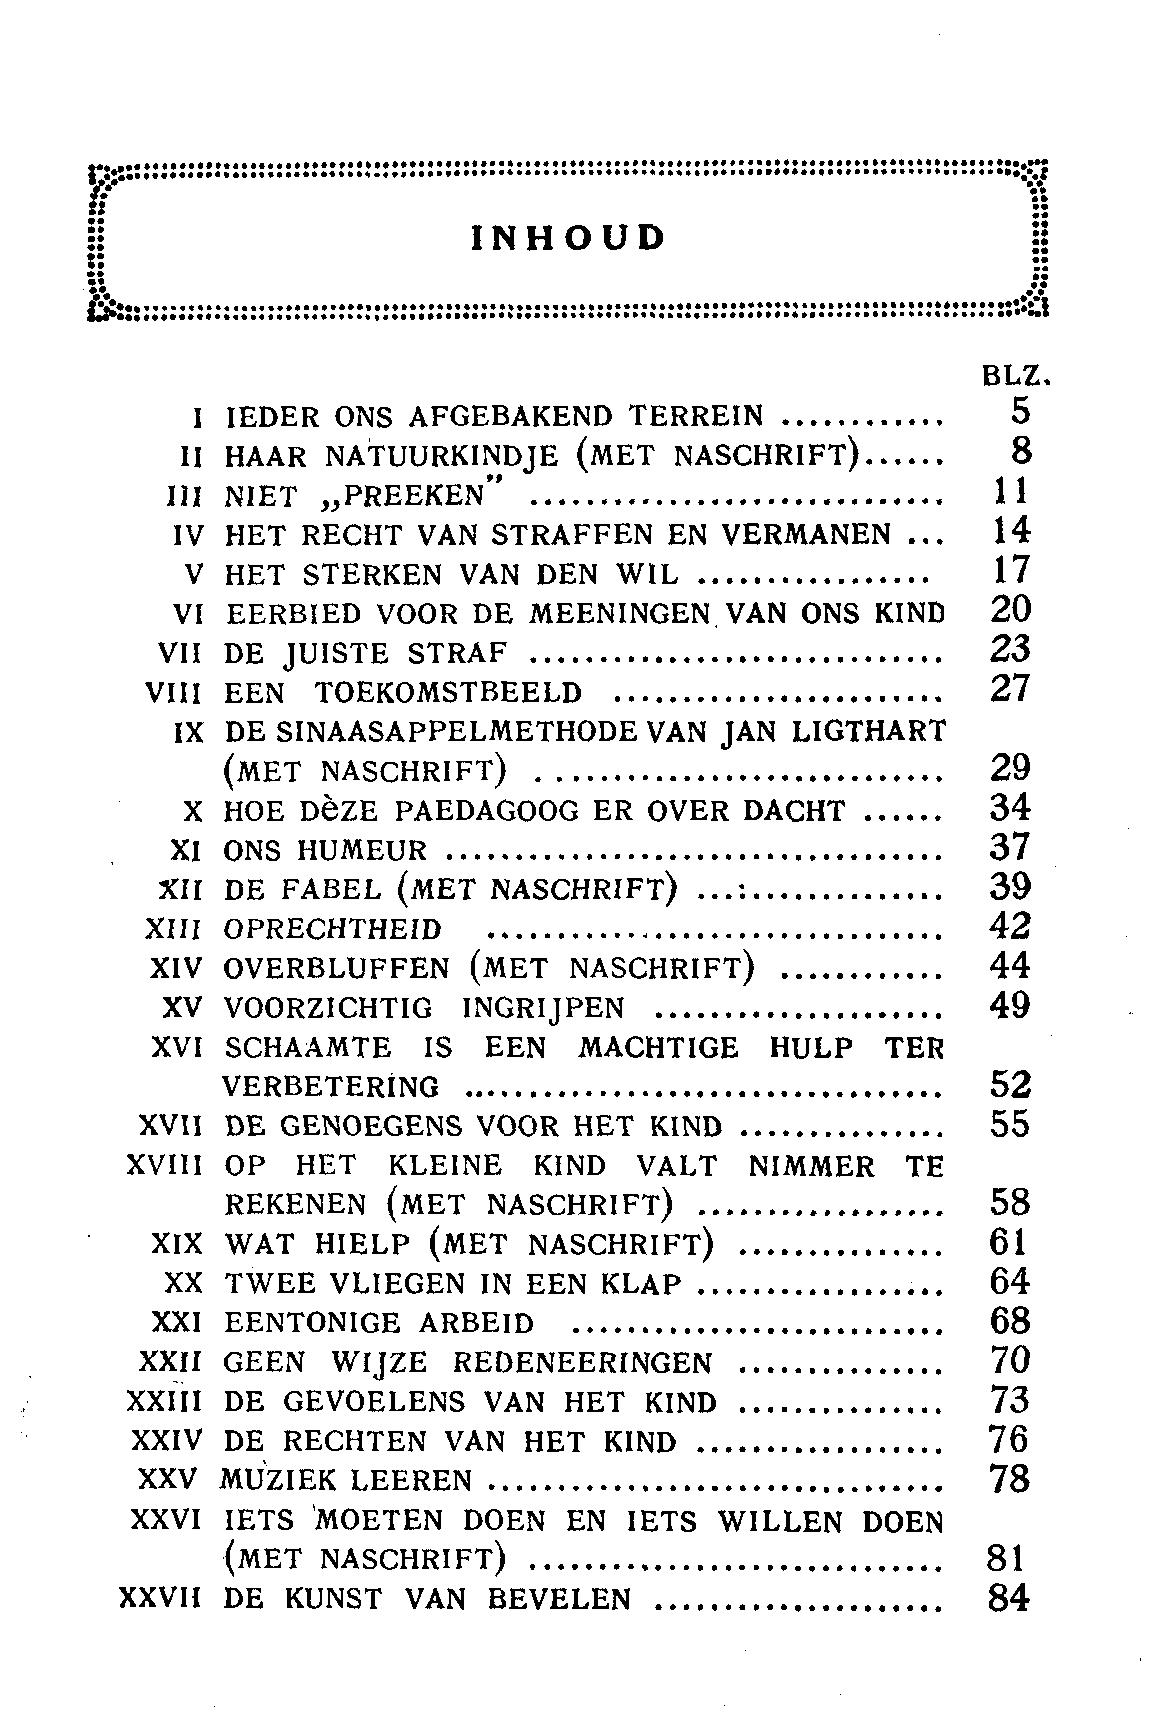 INHOUD
BLZ.
I IEDER ONS AFGEBAKEND TERREIN ............ 5
II HAAR NATUURKINDJE (MET NASCHRIFT)...... 8
III NIET „PREEKEN” .............................. 11
IV HET RECHT VAN STRAFFEN EN VERMANEN ... 14
V HET STERKEN VAN DEN WIL ................. 17
VI EERBIED VOOR DE MEENINGEN VAN ONS KIND 20
VII DE JUISTE STRAF .............................. 23
VIII EEN TOEKOMSTBEELD ........................ 27
IX DE SINAASAPPELMETHODE VAN JAN LIGTHART
(MET NASCHRIFT) .............................. 29
X HOE DèZE PAEDAGOOG ER OVER DACHT ...... 34
XI ONS HUMEUR .................................... 37
XII DE FABEL (MET NASCHRIFT) ...:.............. 39
XIII OPRECHTHEID ................................. 42
XIV OVERBLUFFEN (MET NASCHRIFT) ............ 44
XV VOORZICHTIG INGRIJPEN ..................... 49
XVI SCHAAMTE IS EEN MACHTIGE HULP TER
VERBETERING ................................... 52
XVII DE GENOEGENS VOOR HET KIND ............... 55
XVIII OP HET KLEINE KIND VALT NIMMER TE
REKENEN (MET NASCHRIFT) .................. 58
XIX WAT HIELP (MET NASCHRIFT) ............... 61
XX TWEE VLIEGEN IN EEN KLAP .................. 64
XXI EENTONIGE ARBEID ........................... 68
XXII GEEN WIJZE REDENEERINGEN ............... 70
XXIII DE GEVOELENS VAN HET KIND ............... 73
XXIV DE RECHTEN VAN HET KIND .................. 76
XXV MUZIEK LEEREN ................................. 78
XXVI IETS MOETEN DOEN EN IETS WILLEN DOEN
(MET NASCHRIFT) .............................. 81
XXVII DE KUNST VAN BEVELEN ..................... 84